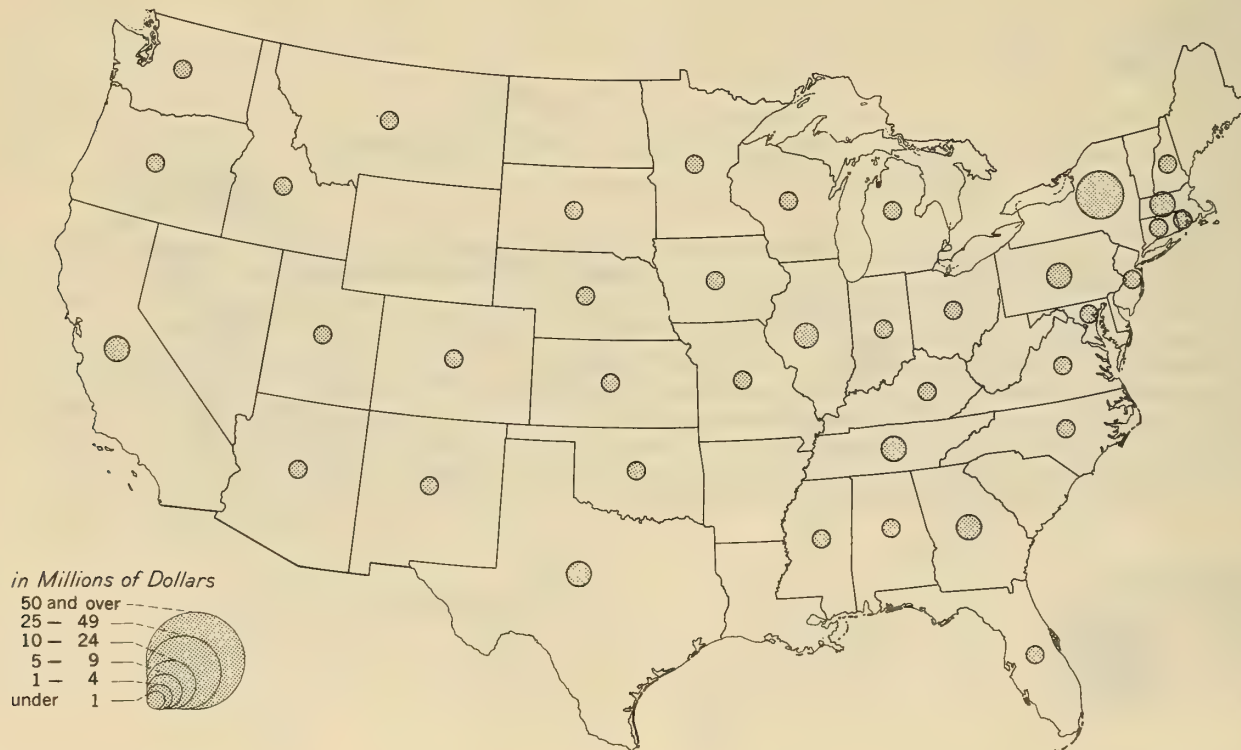 in Millions of Dollars
50 and over
25 – 49
10 – 24
5 – 9
1 – 4
under 1